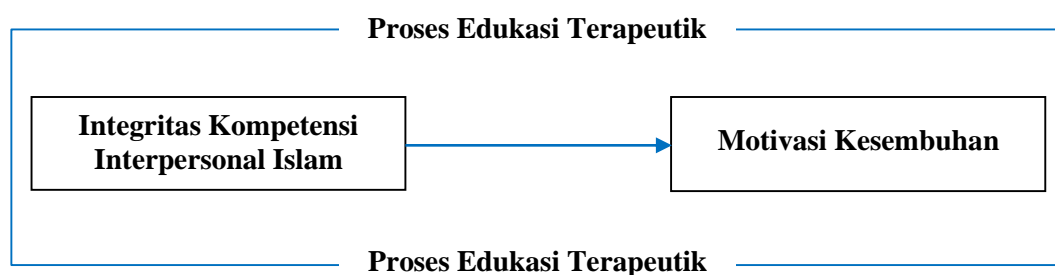 Proses Edukasi Terapeutik
Integritas Kompetensi
Interpersonal Islam
Motivasi Kesembuhan
Proses Edukasi Terapeutik